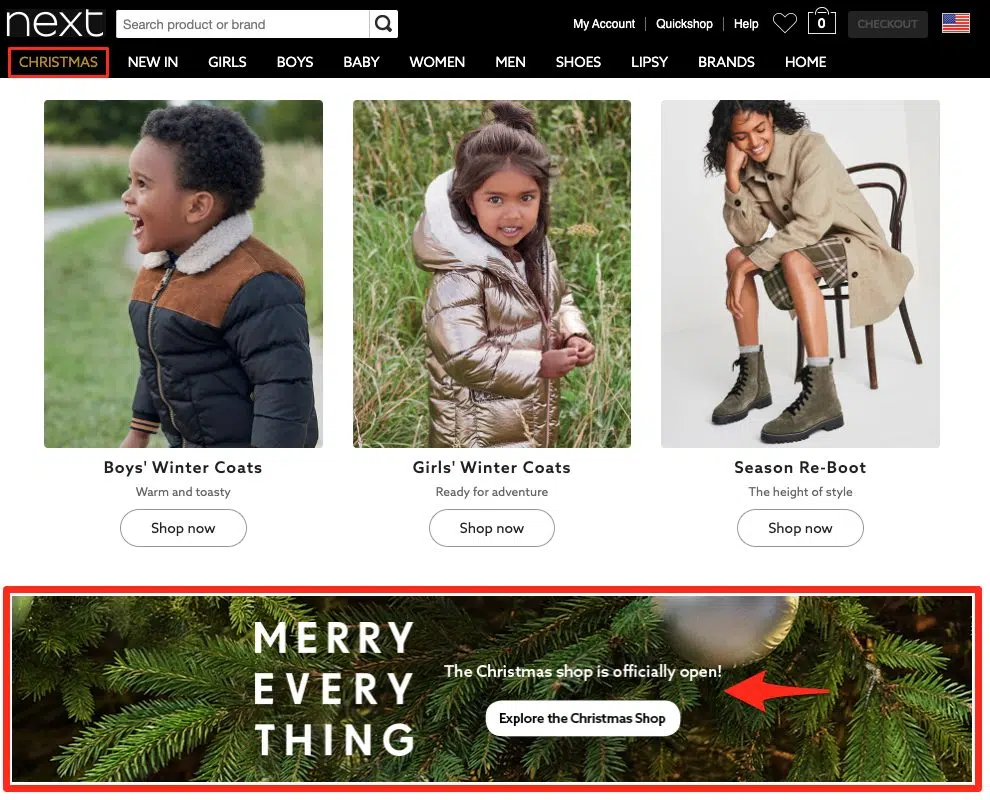 next
Search product or brand
My Account
Quickshop
Help
0
CHECKOUT
CHRISTMAS
NEW IN
GIRLS
BOYS
BABY
WOMEN
MEN
SHOES
LIPSY
BRANDS
HOME
Boys' Winter Coats
Warm and toasty
Shop now
Girls' Winter Coats
Ready for adventure
Shop now
Season Re-Boot
The height of style
Shop now
MERRY
EVERY
THING
The Christmas shop is officially open!
Explore the Christmas Shop